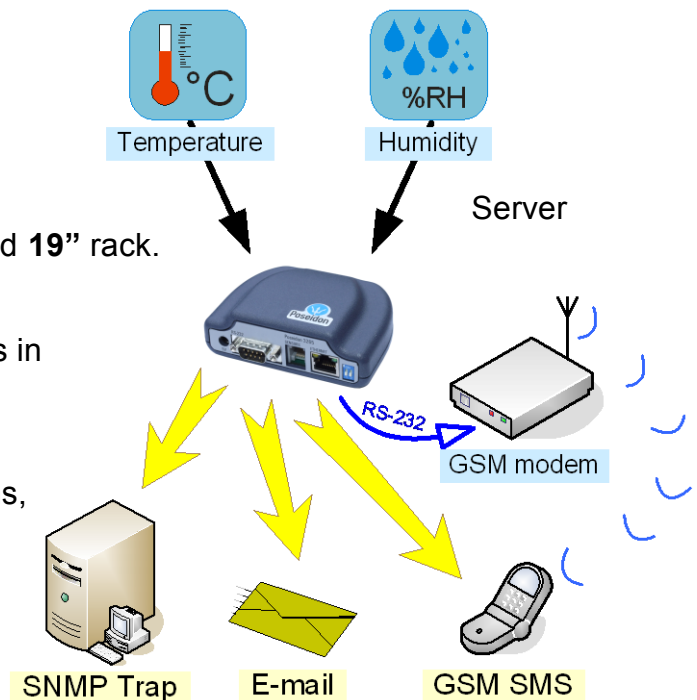 °C
%RH
Temperature
Humidity
Server
d 19” rack.
Poseidon
s in
RS-232
GSM modem
s,
SNMP Trap
E-mail
GSM SMS